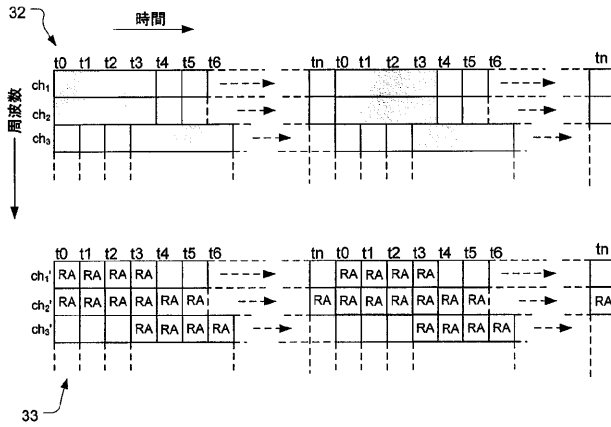 32
時間
t0 t1 t2 t3 t4 t5 t6 tn t0 t1 t2 t3 t4 t5 t6 tn
ch₁
ch₂
ch₃
周波数
t0 t1 t2 t3 t4 t5 t6 tn t0 t1 t2 t3 t4 t5 t6 tn
ch₁' RA RA RA RA RA RA RA RA
ch₂' RA RA RA RA RA RA RA RA RA RA RA RA RA RA
ch₃' RA RA RA RA RA RA RA RA
33